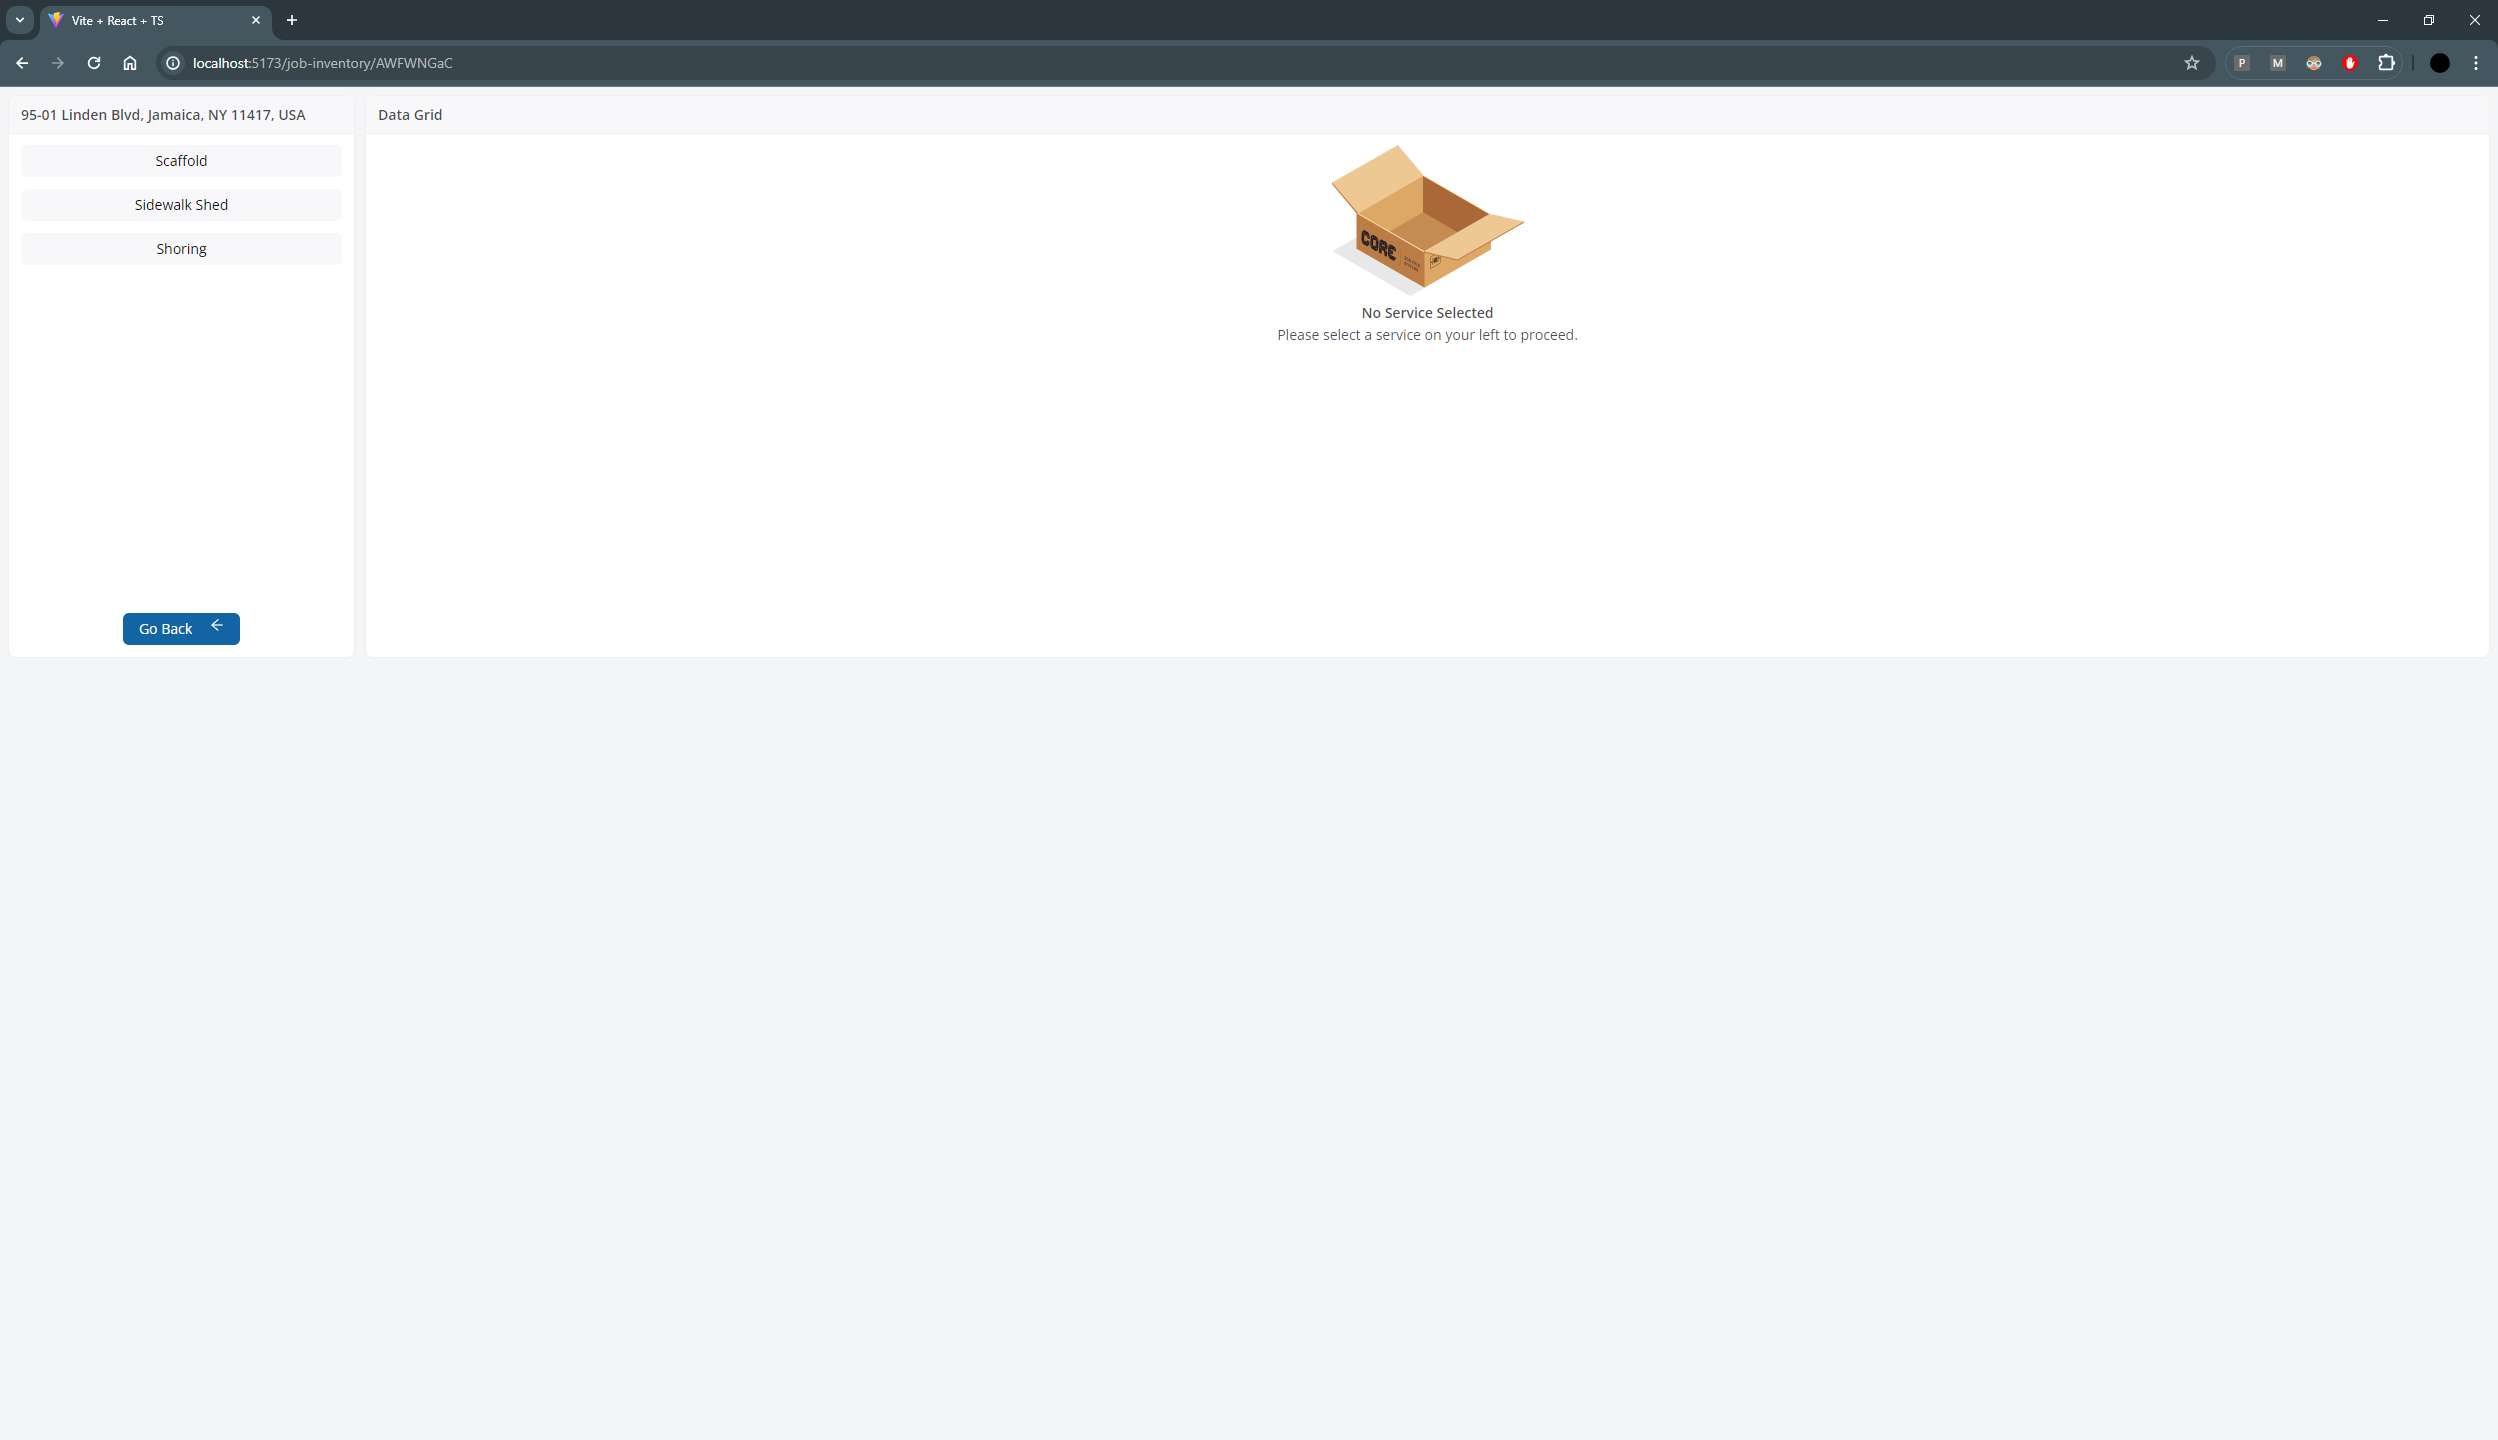 Vite + React + TS
localhost:5173/job-inventory/AWFWNGaC
P
M
95-01 Linden Blvd, Jamaica, NY 11417, USA
Scaffold
Sidewalk Shed
Shoring
Go Back
Data Grid
CORE
No Service Selected
Please select a service on your left to proceed.